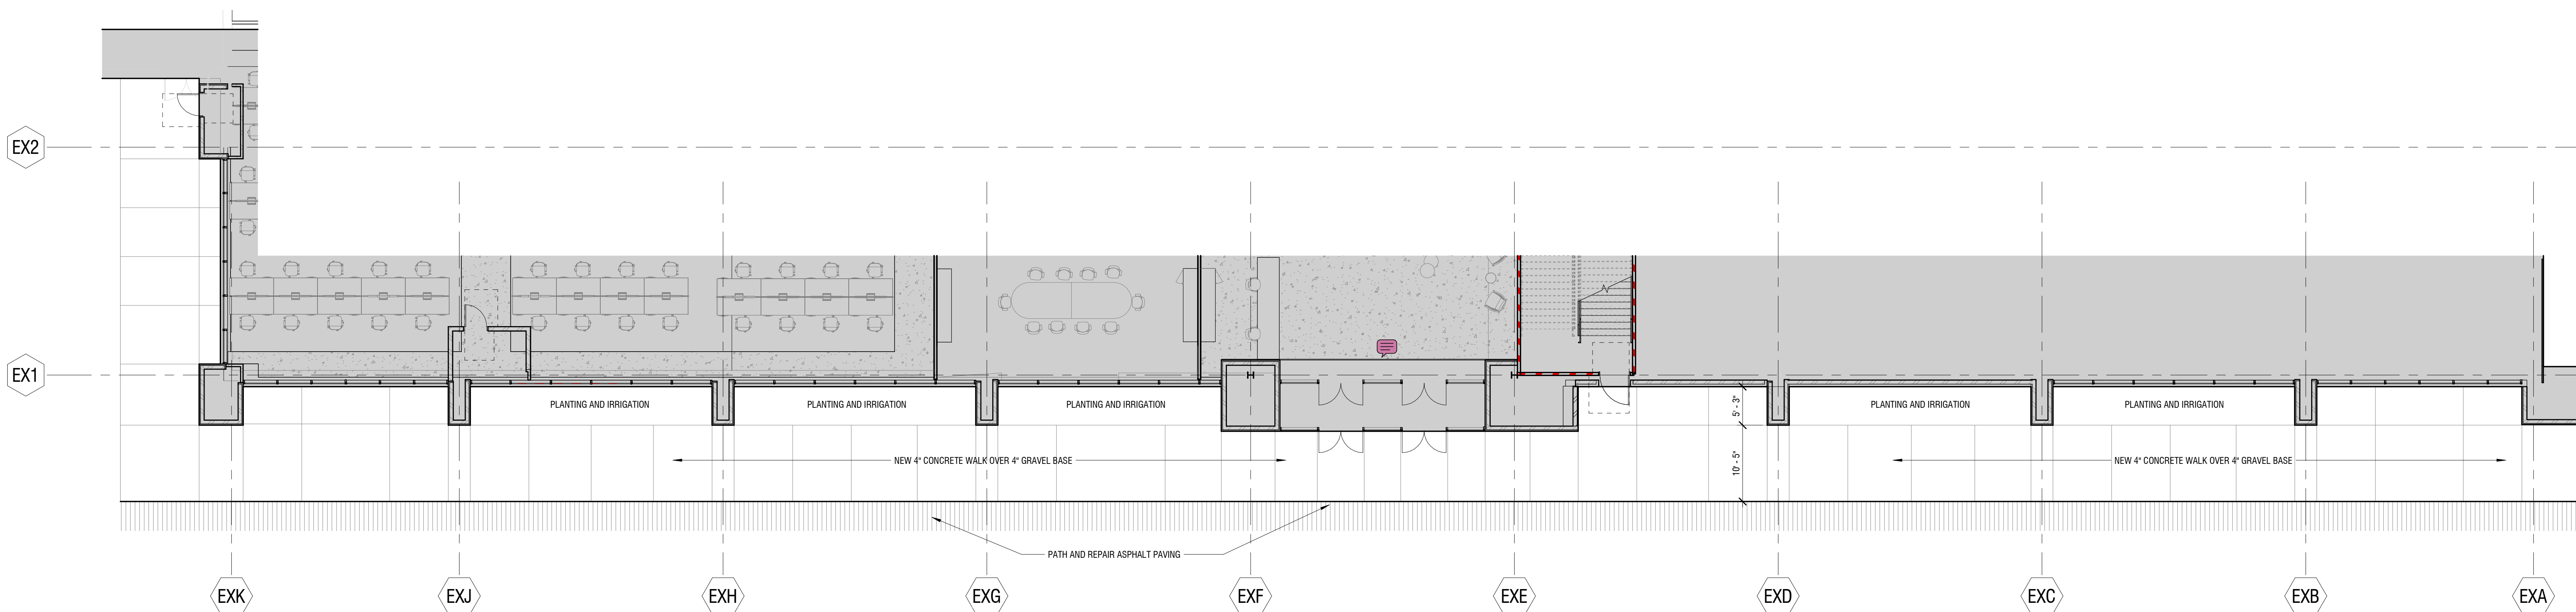 EX2
EX1
PLANTING AND IRRIGATION
PLANTING AND IRRIGATION
PLANTING AND IRRIGATION
5' - 3"
PLANTING AND IRRIGATION
PLANTING AND IRRIGATION
NEW 4" CONCRETE WALK OVER 4" GRAVEL BASE
10' - 5"
NEW 4" CONCRETE WALK OVER 4" GRAVEL BASE
PATH AND REPAIR ASPHALT PAVING
EXK
EXJ
EXH
EXG
EXF
EXE
EXD
EXC
EXB
EXA